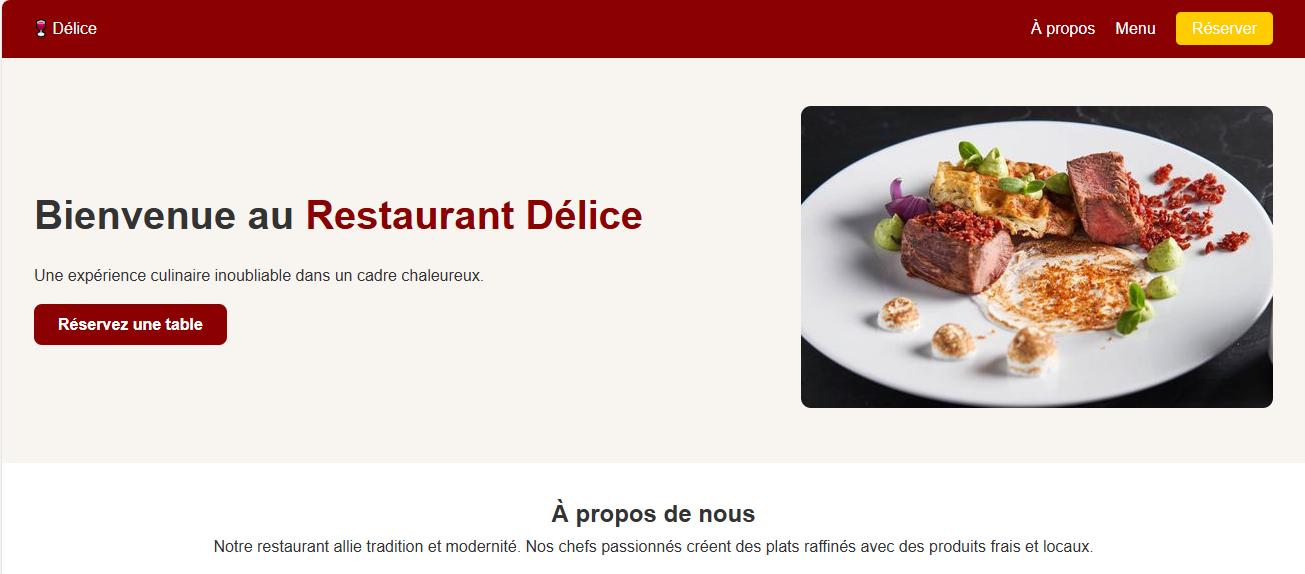 🍷 Délice
À propos Menu Réserver
Bienvenue au Restaurant Délice
Une expérience culinaire inoubliable dans un cadre chaleureux.
Réservez une table
À propos de nous
Notre restaurant allie tradition et modernité. Nos chefs passionnés créent des plats raffinés avec des produits frais et locaux.